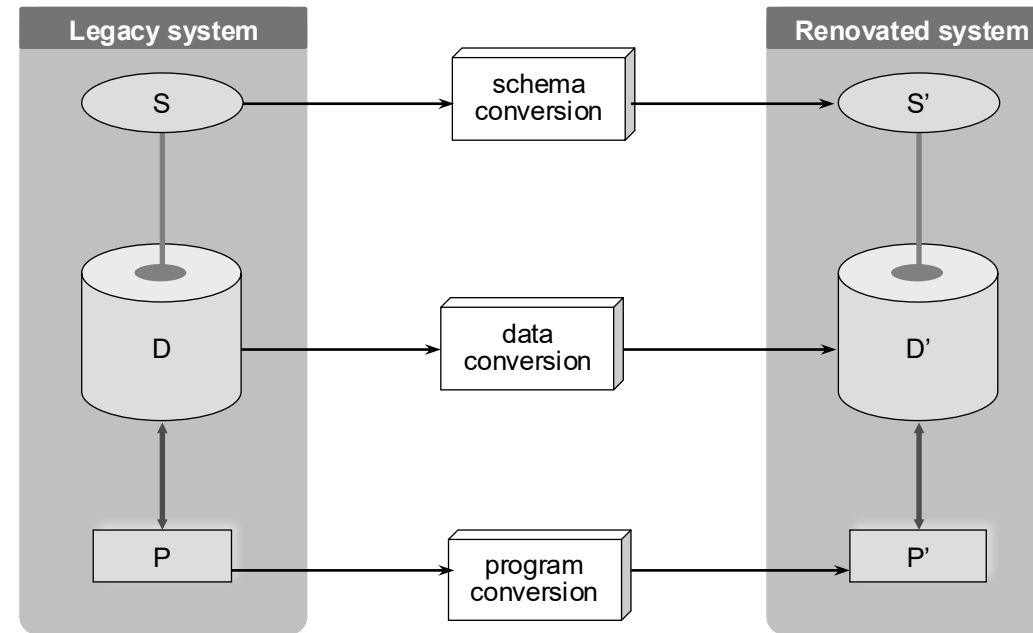 Legacy system
Renovated system
S
schema
conversion
S’
D
data
conversion
D’
P
program
conversion
P’